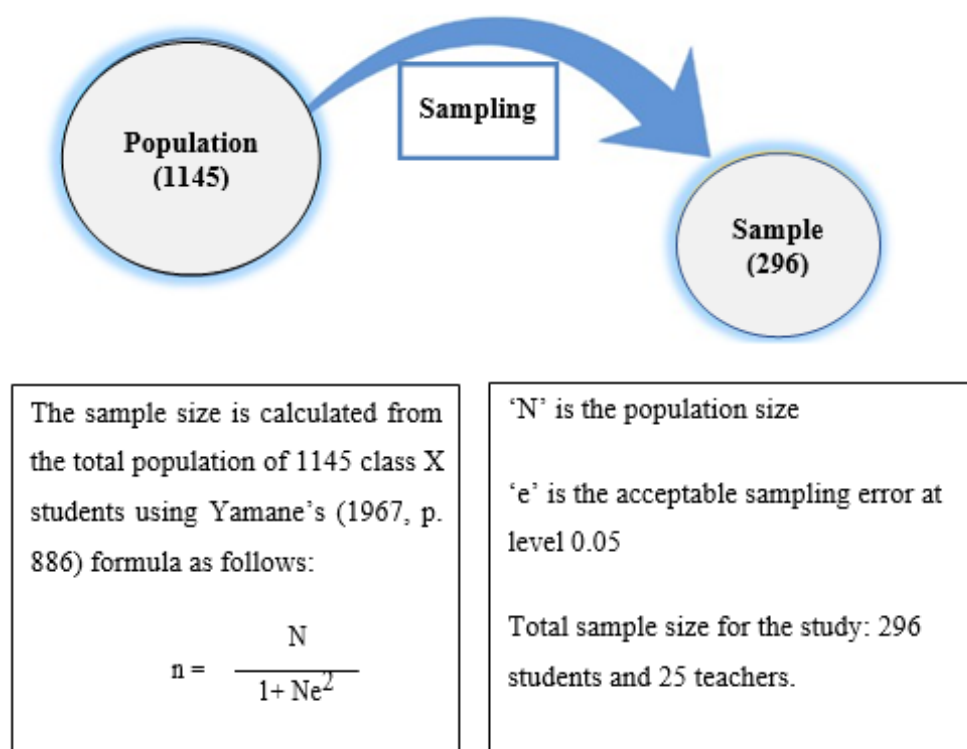 Population
(1145)
Sampling
Sample
(296)
The sample size is calculated from
the total population of 1145 class X
students using Yamane’s (1967, p.
886) formula as follows:
n = N
1+ Ne²
‘N’ is the population size
‘e’ is the acceptable sampling error at
level 0.05
Total sample size for the study: 296
students and 25 teachers.